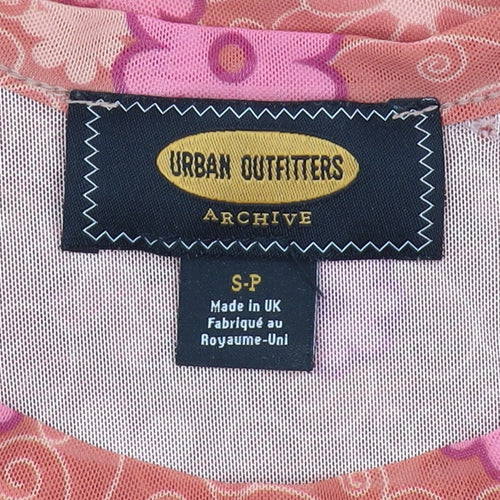 URBAN OUTFITTERS
ARCHIVE
S-P
Made in UK
Fabriqué au
Royaume-Uni